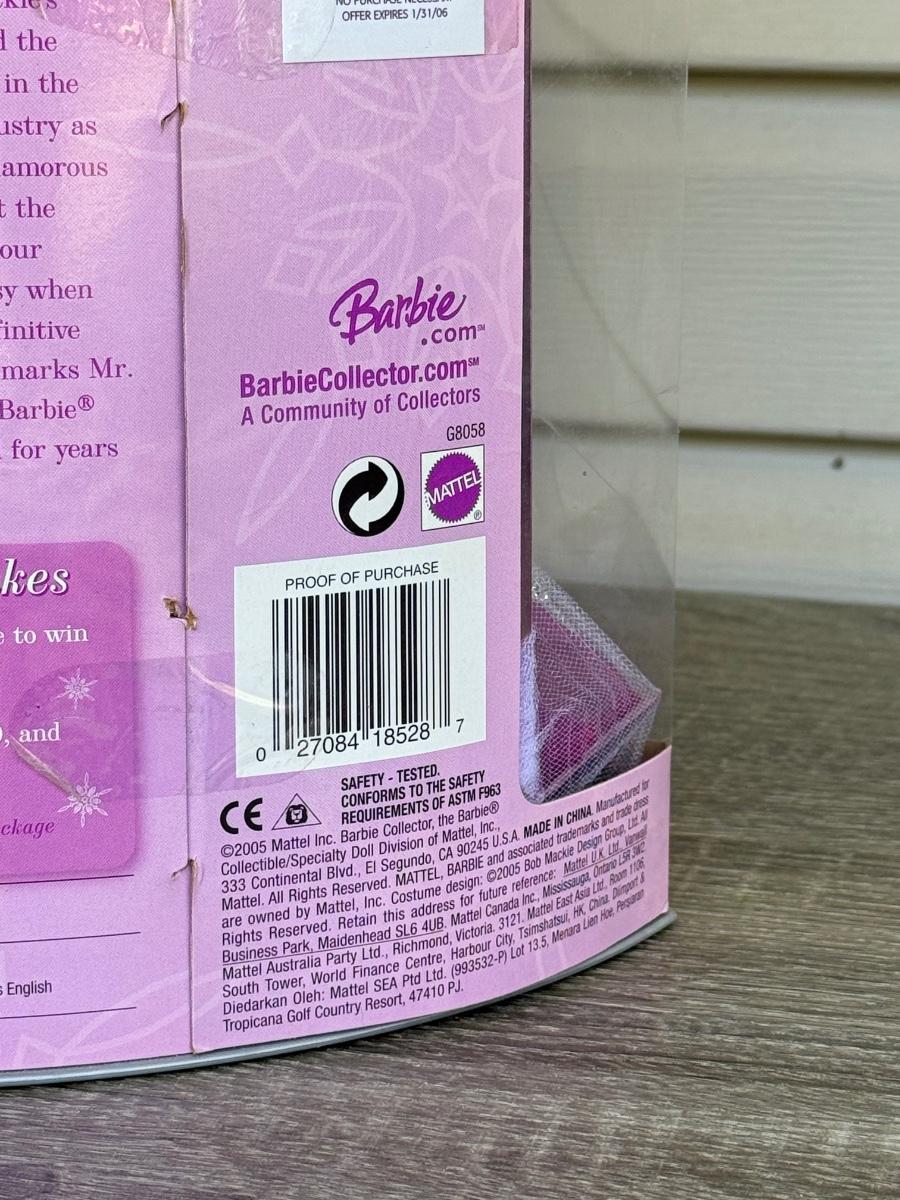 OFFER EXPIRES 1/31/06
d the
in the
ustry as
amorous
t the
our
sy when
finitive
marks Mr.
Barbie®
for years
kes
e to win
, and
ckage
s English
Barbie
.com℠
BarbieCollector.com℠
A Community of Collectors
G8058
MATTEL
®
PROOF OF PURCHASE
0 27084 18528 7
CE
SAFETY - TESTED.
CONFORMS TO THE SAFETY
REQUIREMENTS OF ASTM F963
©2005 Mattel Inc. Barbie Collector, the Barbie®
Collectible/Specialty Doll Division of Mattel, Inc.,
333 Continental Blvd., El Segundo, CA 90245 U.S.A. MADE IN CHINA. Manufactured for
Mattel. All Rights Reserved. MATTEL, BARBIE and associated trademarks and trade dress
are owned by Mattel, Inc. Costume design: ©2005 Bob Mackie Design Group, Ltd. All
Rights Reserved. Retain this address for future reference: Mattel U.K. Ltd., Vanwall
Business Park, Maidenhead SL6 4UB. Mattel Canada Inc., Mississauga, Ontario L5R 3W2.
Mattel Australia Party Ltd., Richmond, Victoria. 3121. Mattel East Asia Ltd., Room 1106,
South Tower, World Finance Centre, Harbour City, Tsimshatsui, HK, China. Diimport &
Diedarkan Oleh: Mattel SEA Ptd Ltd. (993532-P) Lot 13.5, Menara Lien Hoe, Persiaran
Tropicana Golf Country Resort, 47410 PJ.